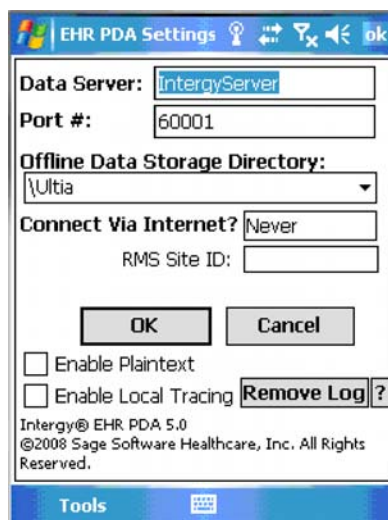 EHR PDA Settings ok
Data Server: IntergyServer
Port #: 60001
Offline Data Storage Directory:
\Ultia
Connect Via Internet? Never
RMS Site ID:
OK Cancel
Enable Plaintext
Enable Local Tracing Remove Log ?
Intergy® EHR PDA 5.0
©2008 Sage Software Healthcare, Inc. All Rights
Reserved.
Tools